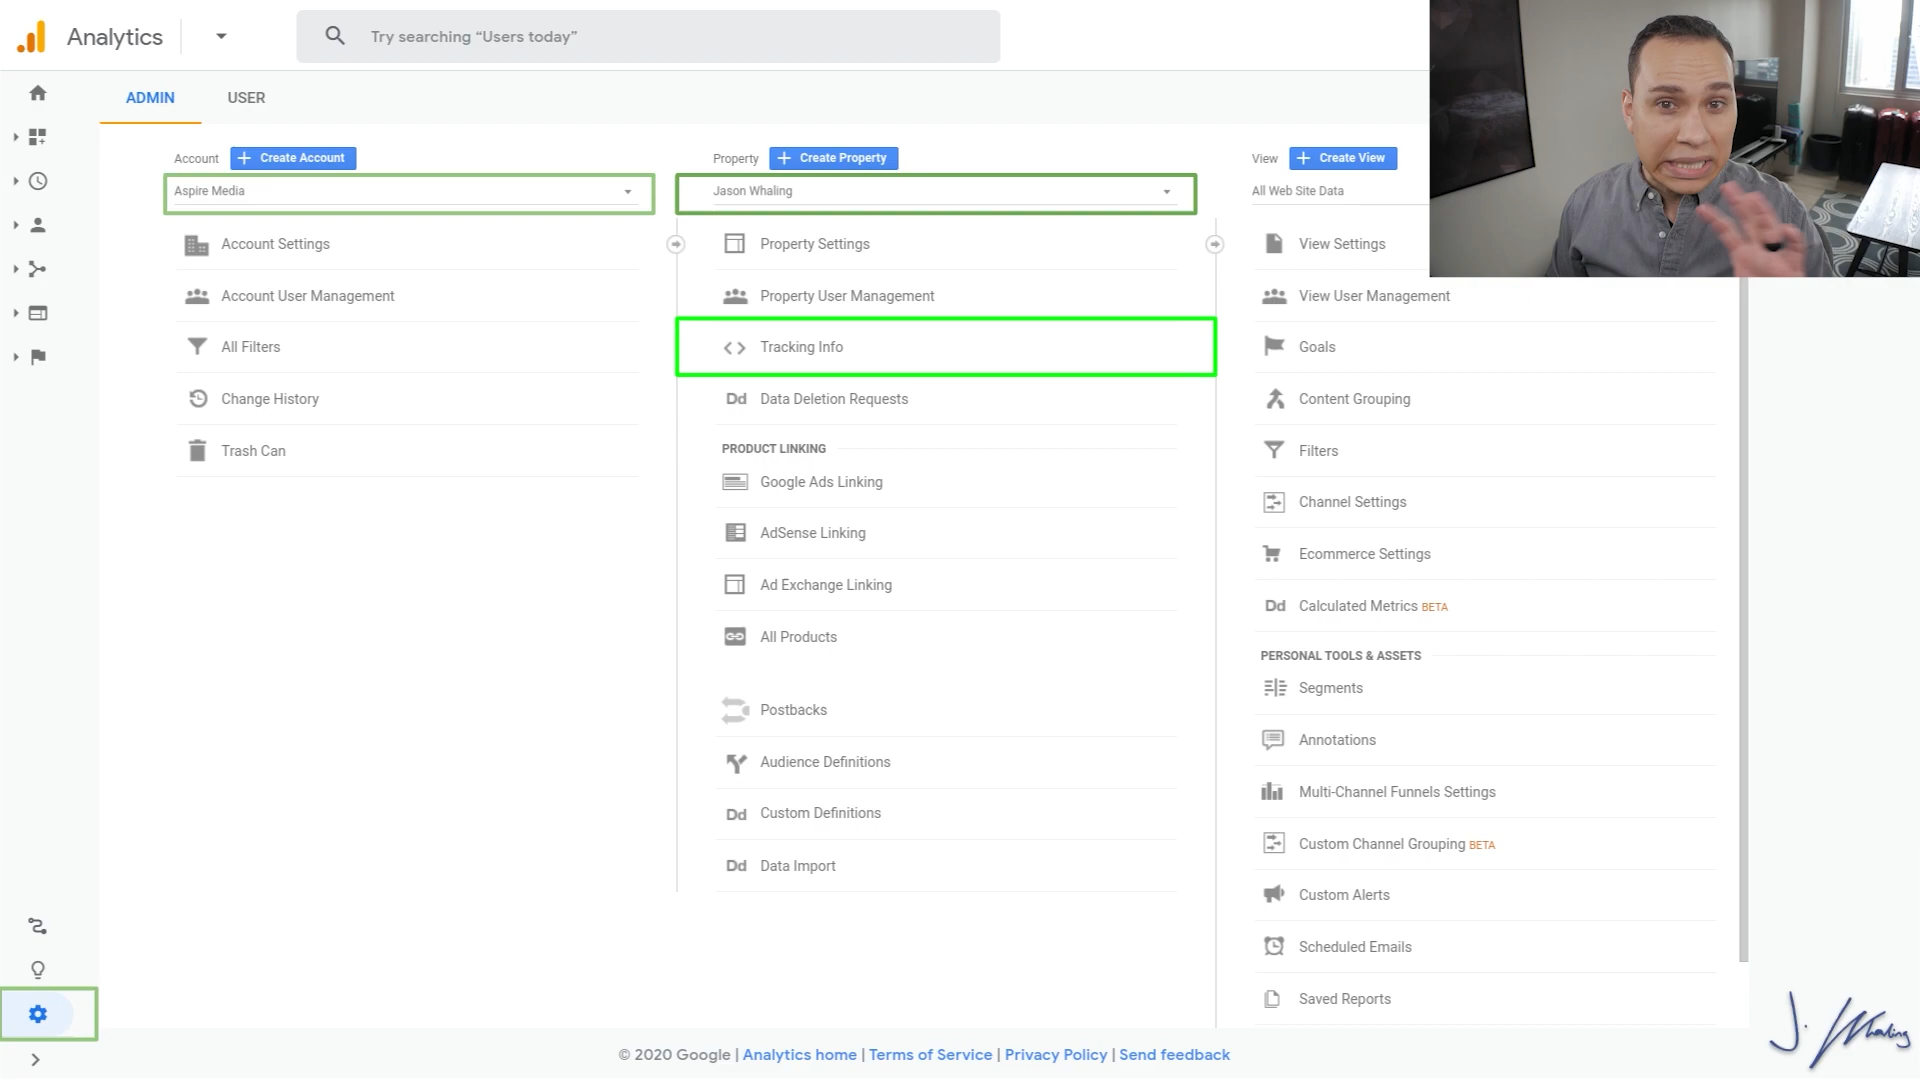 Analytics
Try searching “Users today”
ADMIN
USER
Account
Create Account
Aspire Media
Account Settings
Account User Management
All Filters
Change History
Trash Can
Property
Create Property
Jason Whaling
Property Settings
Property User Management
Tracking Info
Dd Data Deletion Requests
PRODUCT LINKING
Google Ads Linking
AdSense Linking
Ad Exchange Linking
All Products
Postbacks
Audience Definitions
Dd Custom Definitions
Dd Data Import
View
Create View
All Web Site Data
View Settings
View User Management
Goals
Content Grouping
Filters
Channel Settings
Ecommerce Settings
Dd Calculated Metrics BETA
PERSONAL TOOLS & ASSETS
Segments
Annotations
Multi-Channel Funnels Settings
Custom Channel Grouping BETA
Custom Alerts
Scheduled Emails
Saved Reports
© 2020 Google | Analytics home | Terms of Service | Privacy Policy | Send feedback
J. Whaling